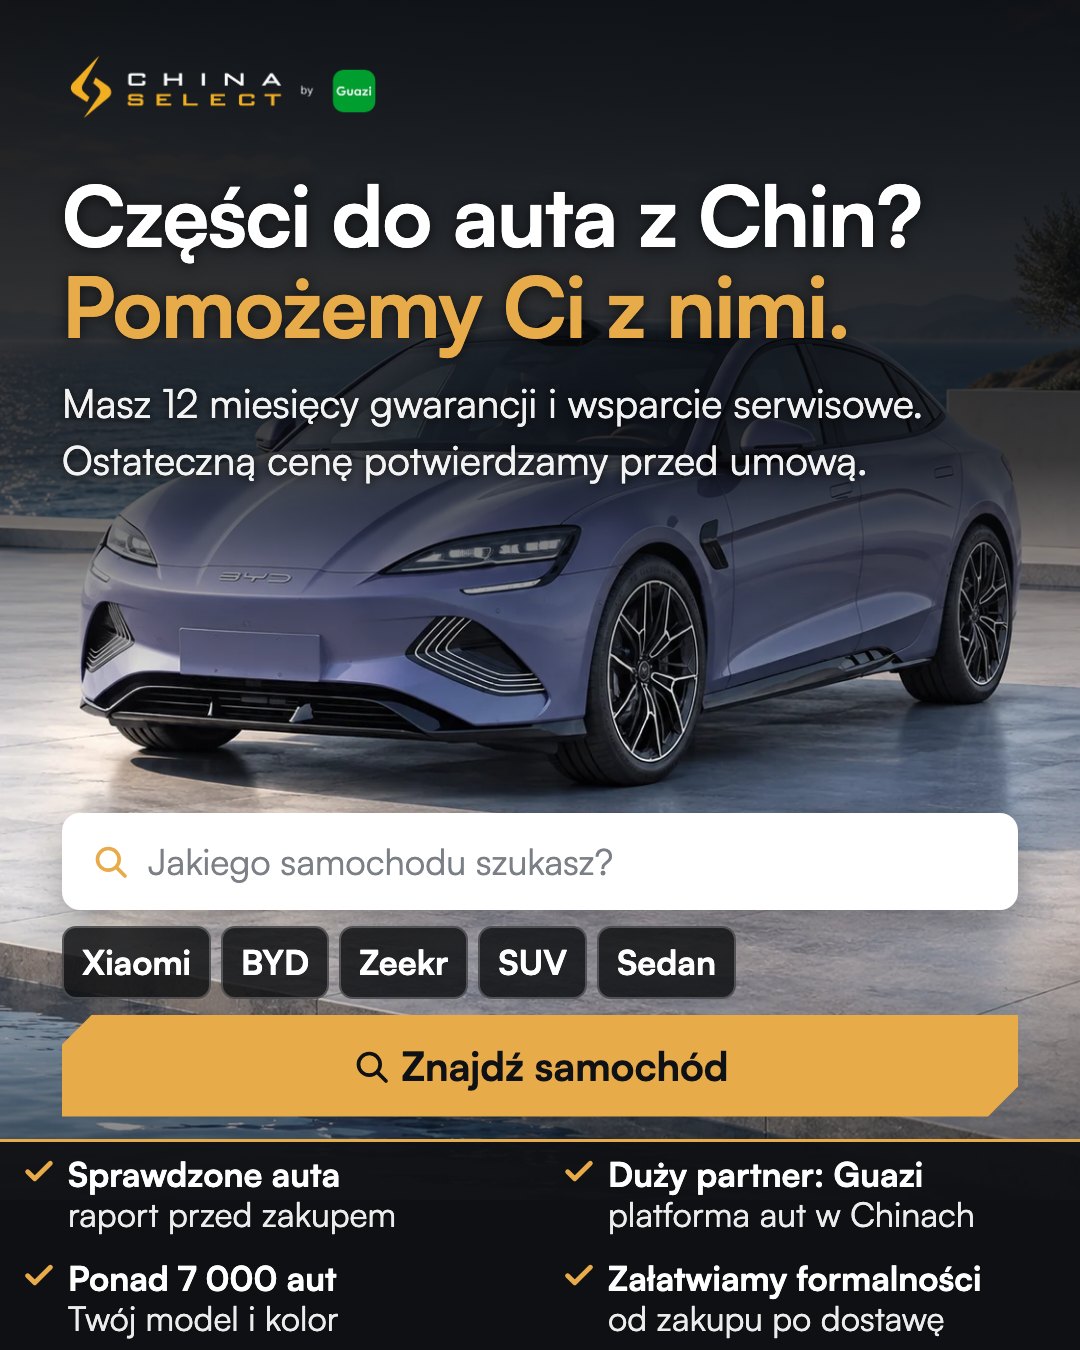 CHINA
SELECT
by
Guazi
Części do auta z Chin?
Pomożemy Ci z nimi.
Masz 12 miesięcy gwarancji i wsparcie serwisowe.
Ostateczną cenę potwierdzamy przed umową.
BYD
Jakiego samochodu szukasz?
Xiaomi
BYD
Zeekr
SUV
Sedan
Znajdź samochód
Sprawdzone auta
raport przed zakupem
Duży partner: Guazi
platforma aut w Chinach
Ponad 7 000 aut
Twój model i kolor
Załatwiamy formalności
od zakupu po dostawę